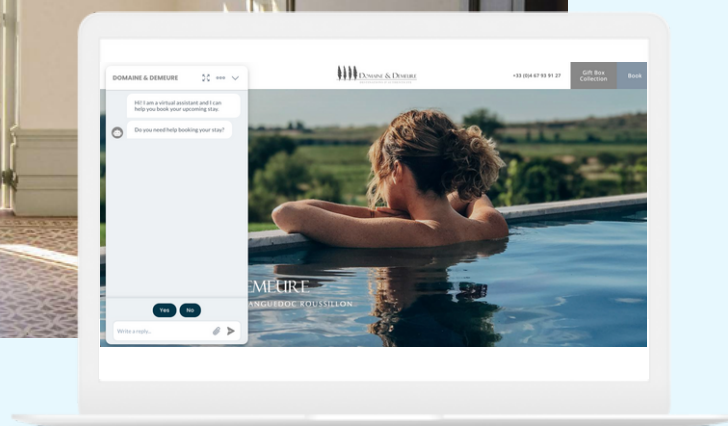 DOMAINE & DEMEURE
Hi! I am a virtual assistant and I can
help you book your upcoming stay.
Do you need help booking your stay?
Yes
No
Write a reply..
DOMAINE & DEMEURE
+33 (0)4 67 93 91 27
Gift Box
Collection
Book
EMEURE
ANGUEDOC ROUSSILLON